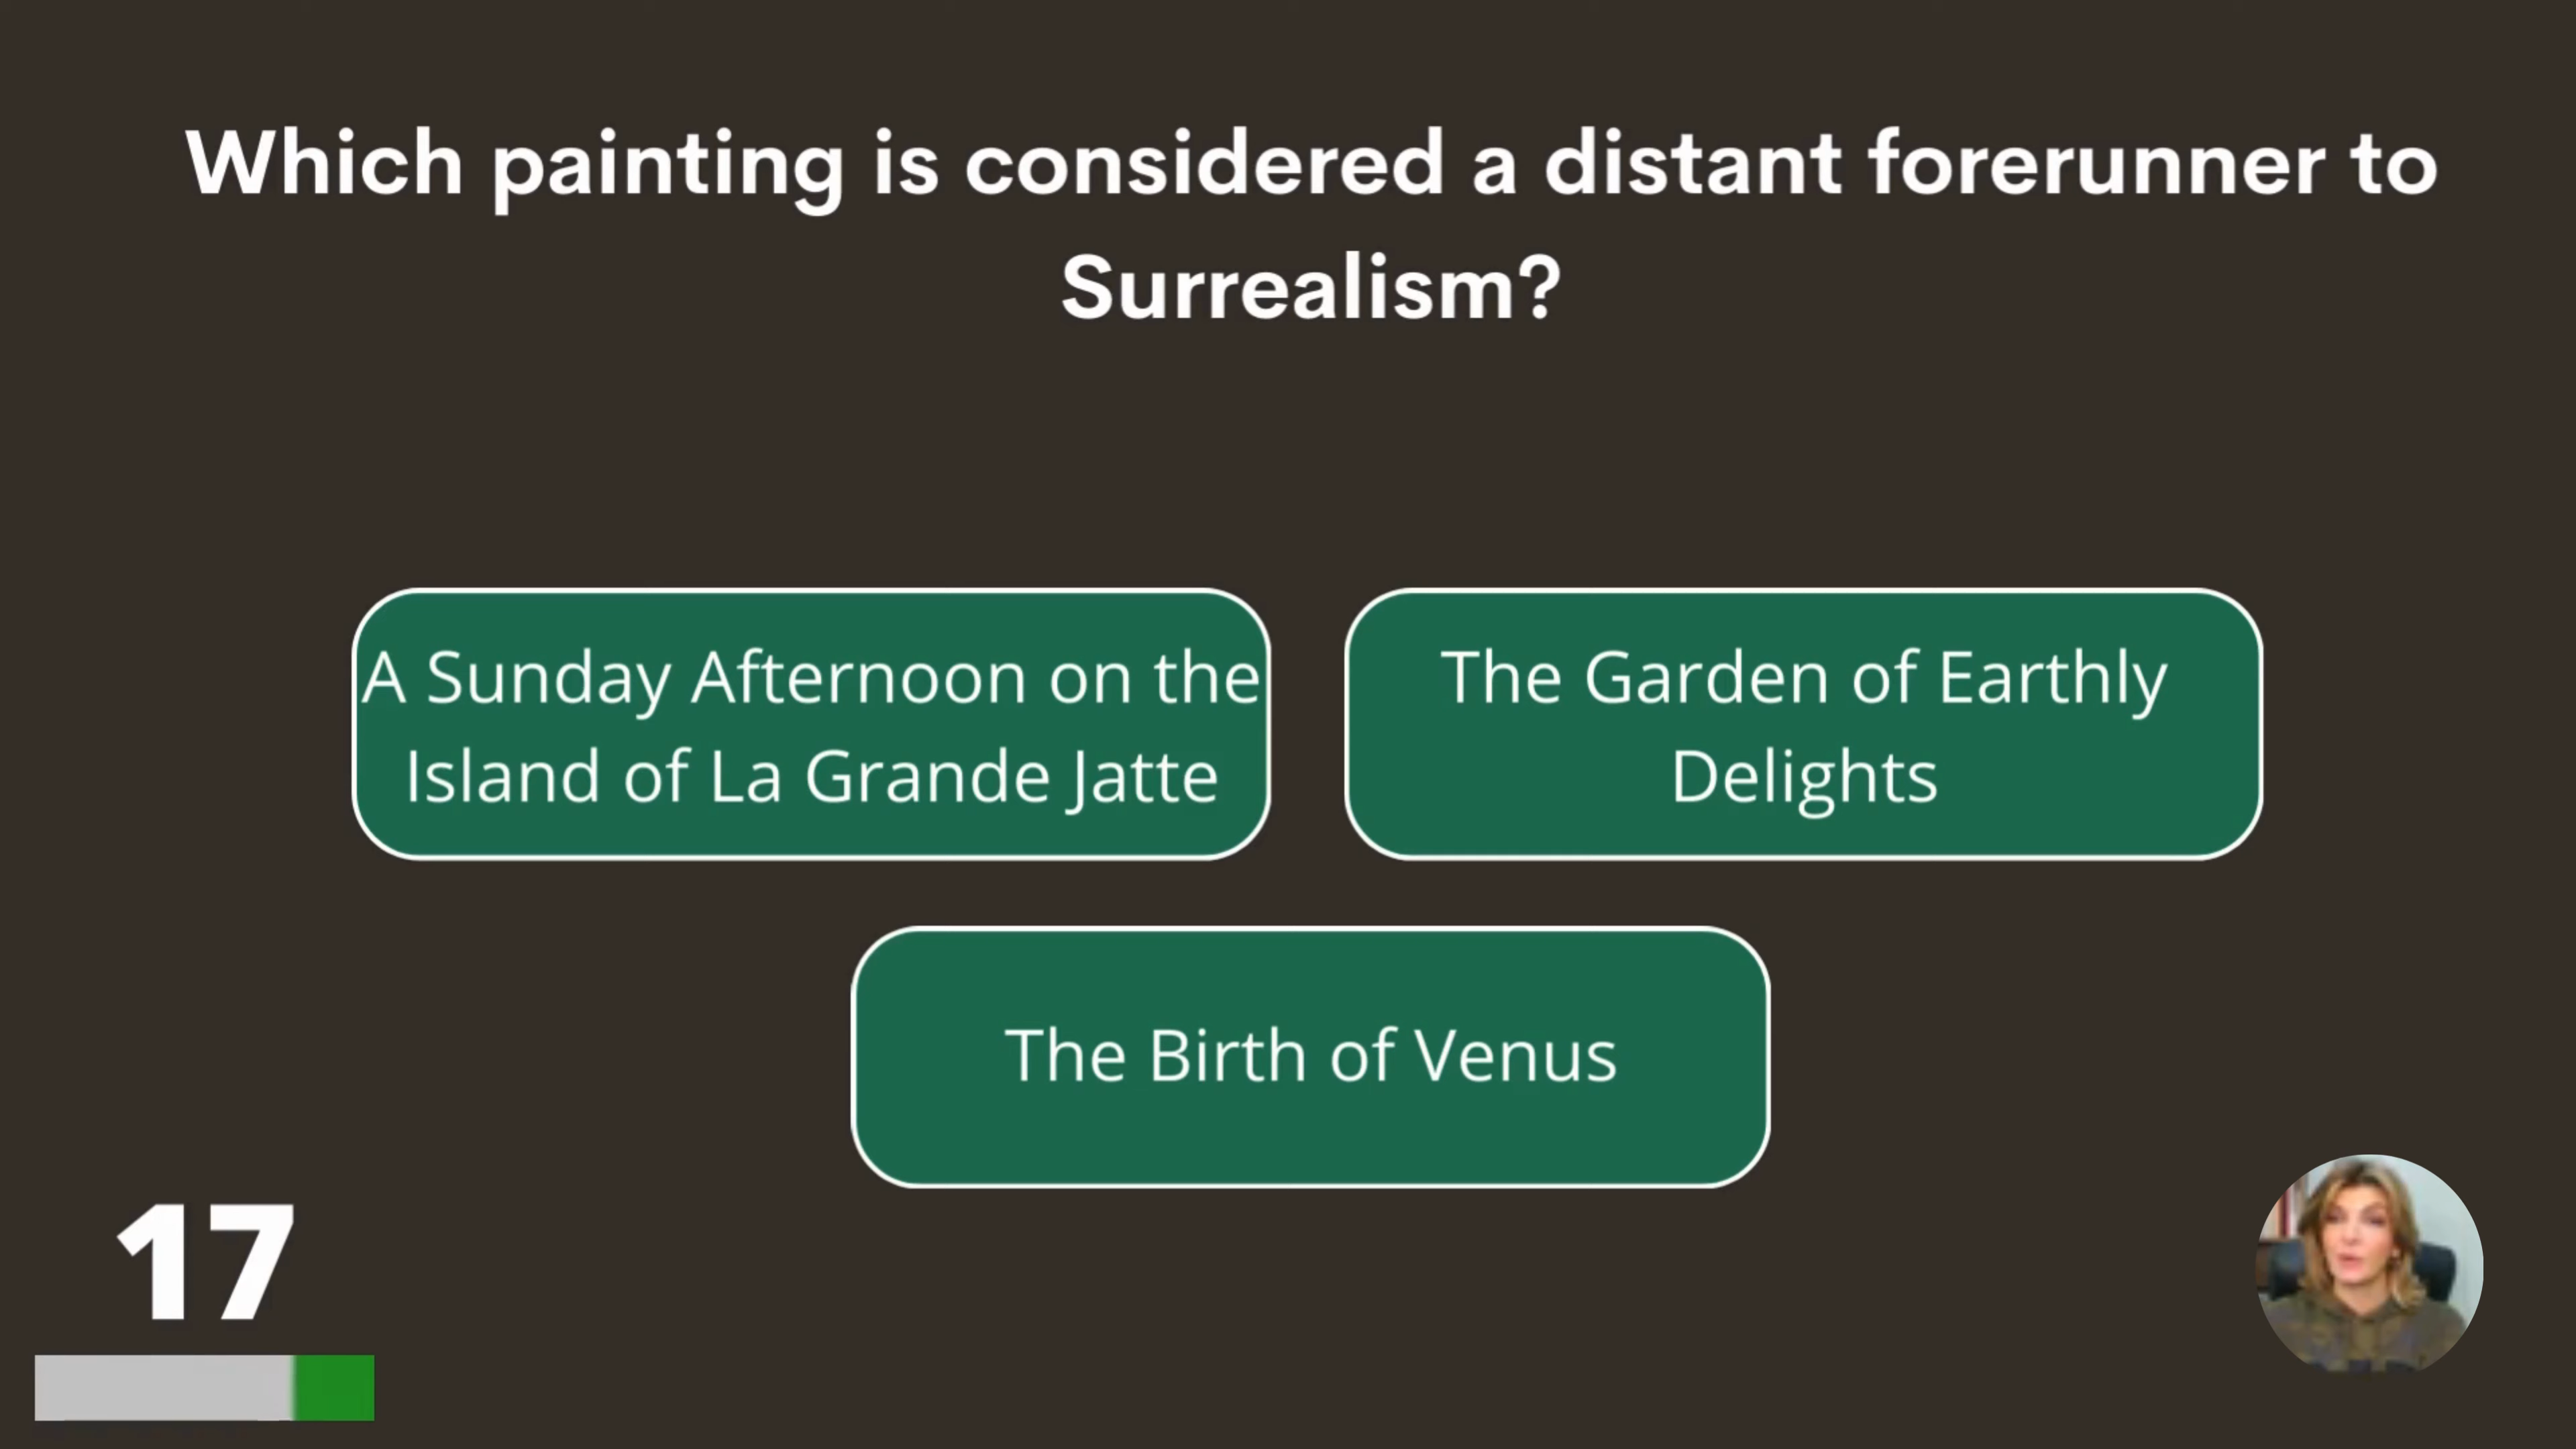 Which painting is considered a distant forerunner to
Surrealism?
A Sunday Afternoon on the
Island of La Grande Jatte
The Garden of Earthly
Delights
The Birth of Venus
17